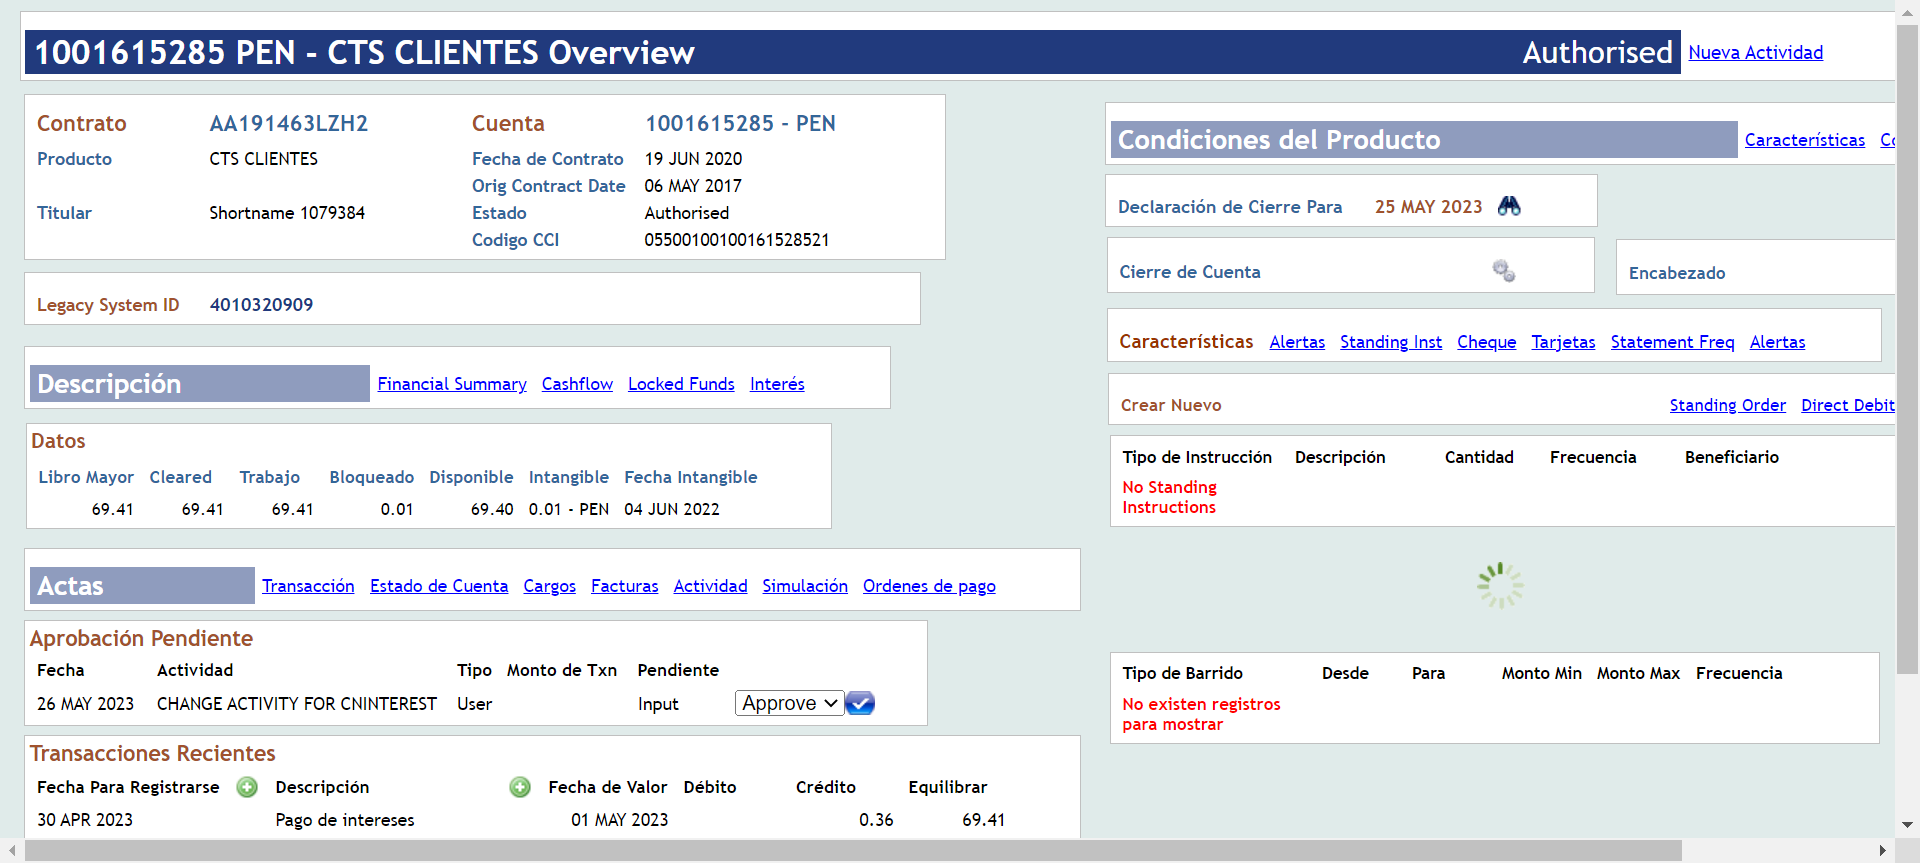 1001615285 PEN - CTS CLIENTES Overview Authorised Nueva Actividad
Contrato AA191463LZH2 Cuenta 1001615285 - PEN
Producto CTS CLIENTES Fecha de Contrato 19 JUN 2020
Orig Contract Date 06 MAY 2017
Titular Shortname 1079384 Estado Authorised
Codigo CCI 05500100100161528521
Legacy System ID 4010320909
Descripción Financial Summary Cashflow Locked Funds Interés
Datos
Libro Mayor Cleared Trabajo Bloqueado Disponible Intangible Fecha Intangible
69.41 69.41 69.41 0.01 69.40 0.01 - PEN 04 JUN 2022
Actas Transacción Estado de Cuenta Cargos Facturas Actividad Simulación Ordenes de pago
Aprobación Pendiente
Fecha Actividad Tipo Monto de Txn Pendiente
26 MAY 2023 CHANGE ACTIVITY FOR CNINTEREST User Input Approve
Transacciones Recientes
Fecha Para Registrarse Descripción Fecha de Valor Débito Crédito Equilibrar
30 APR 2023 Pago de intereses 01 MAY 2023 0.36 69.41
Condiciones del Producto Características
Declaración de Cierre Para 25 MAY 2023
Cierre de Cuenta Encabezado
Características Alertas Standing Inst Cheque Tarjetas Statement Freq Alertas
Crear Nuevo Standing Order Direct Debit
Tipo de Instrucción Descripción Cantidad Frecuencia Beneficiario
No Standing
Instructions
Tipo de Barrido Desde Para Monto Min Monto Max Frecuencia
No existen registros
para mostrar